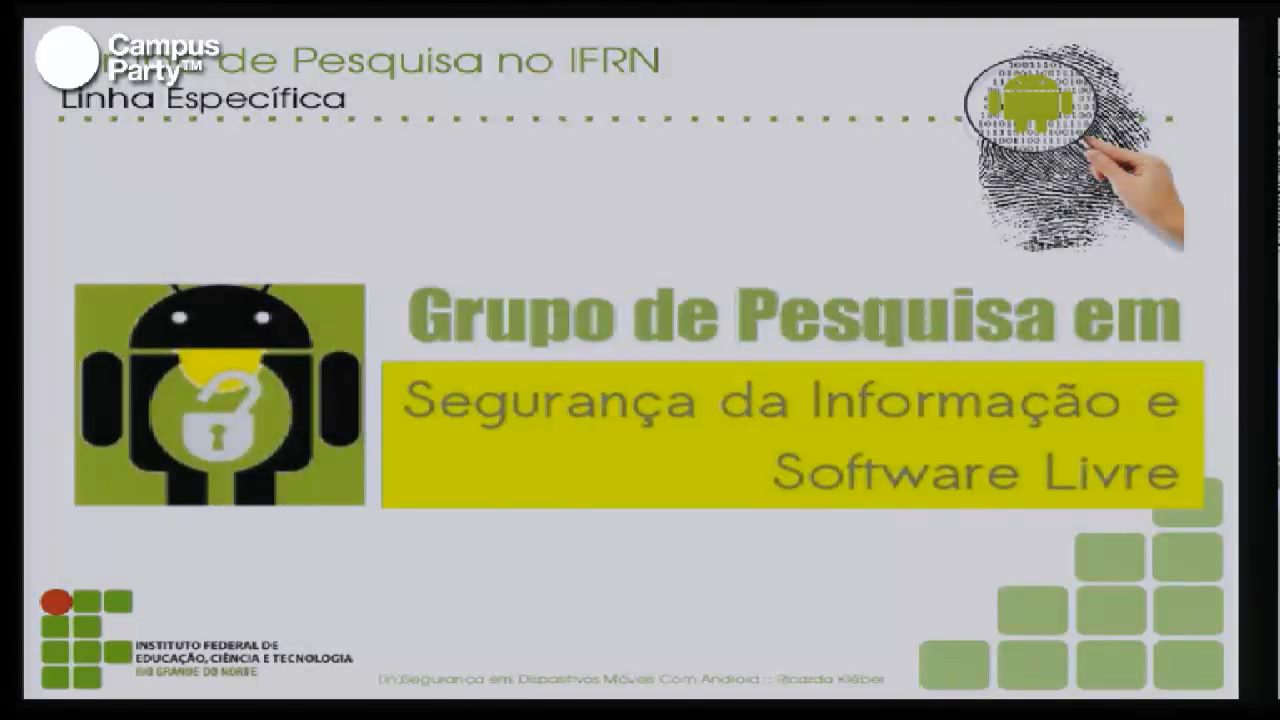 Campus
Party™
de Pesquisa no IFRN
Linha Específica
Grupo de Pesquisa em
Segurança da Informação e
Software Livre
INSTITUTO FEDERAL DE
EDUCAÇÃO, CIÊNCIA E TECNOLOGIA
RIO GRANDE DO NORTE
(In)Segurança em Dispositivos Móveis Com Android :: Ricardo Kléber